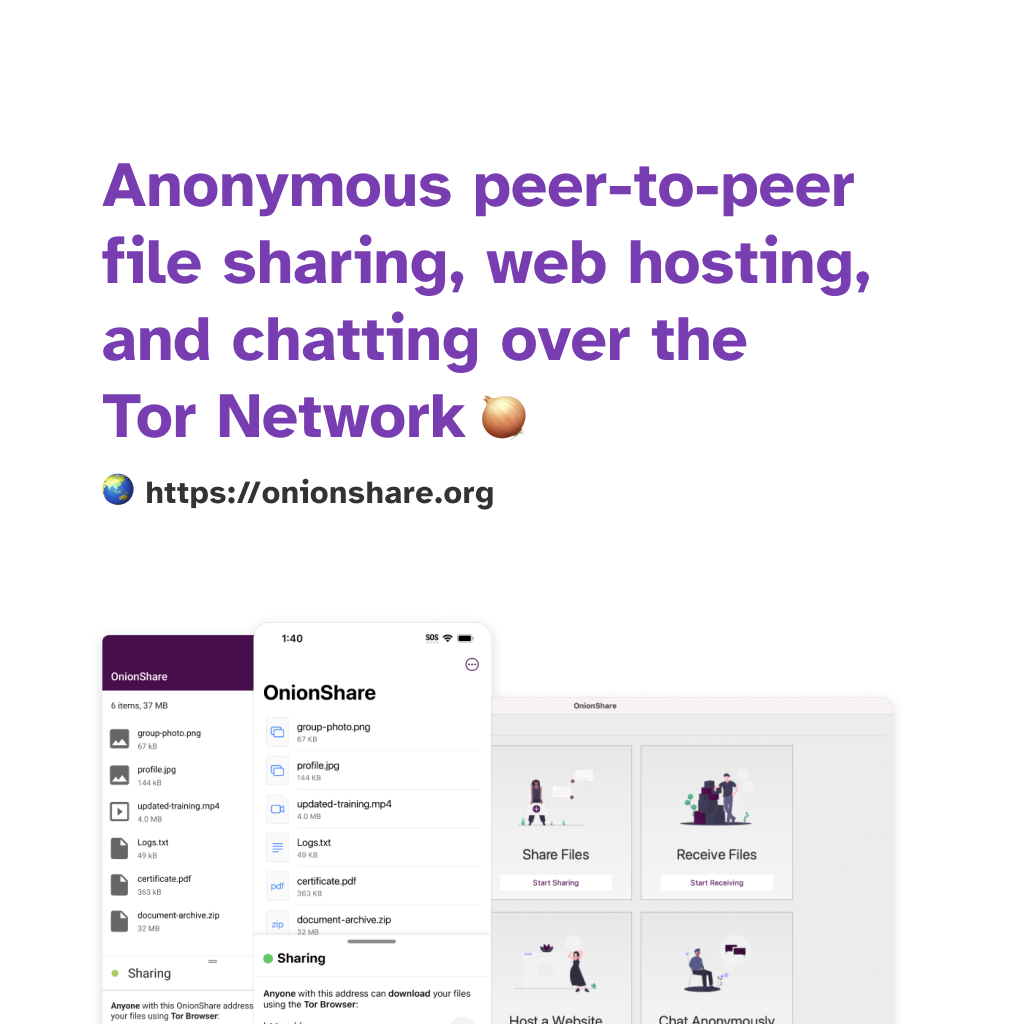 Anonymous peer-to-peer
file sharing, web hosting,
and chatting over the
Tor Network
https://onionshare.org
OnionShare
6 items, 37 MB
group-photo.png
67 kB
profile.jpg
144 kB
updated-training.mp4
4.0 MB
Logs.txt
49 kB
certificate.pdf
363 kB
document-archive.zip
32 MB
Sharing
Anyone with this OnionShare address
your files using Tor Browser:
1:40
SOS
OnionShare
group-photo.png
67 KB
profile.jpg
144 KB
updated-training.mp4
4.0 MB
Logs.txt
49 KB
pdf
certificate.pdf
363 KB
zip
document-archive.zip
32 MB
Sharing
Anyone with this address can download your files
using the Tor Browser:
OnionShare
Share Files
Start Sharing
Receive Files
Start Receiving
Host a Website
Chat Anonymously